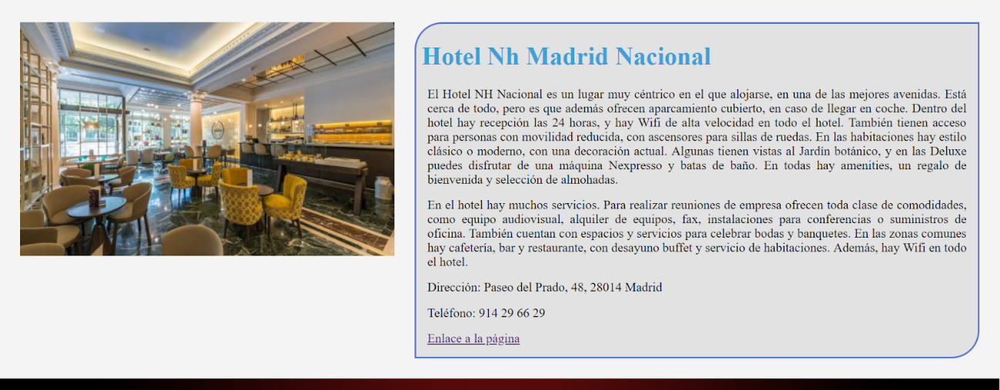 Hotel Nh Madrid Nacional
El Hotel NH Nacional es un lugar muy céntrico en el que alojarse, en una de las mejores avenidas. Está
cerca de todo, pero es que además ofrecen aparcamiento cubierto, en caso de llegar en coche. Dentro del
hotel hay recepción las 24 horas, y hay Wifi de alta velocidad en todo el hotel. También tienen acceso
para personas con movilidad reducida, con ascensores para sillas de ruedas. En las habitaciones hay estilo
clásico o moderno, con una decoración actual. Algunas tienen vistas al Jardín botánico, y en las Deluxe
puedes disfrutar de una máquina Nexpresso y batas de baño. En todas hay amenities, un regalo de
bienvenida y selección de almohadas.
En el hotel hay muchos servicios. Para realizar reuniones de empresa ofrecen toda clase de comodidades,
como equipo audiovisual, alquiler de equipos, fax, instalaciones para conferencias o suministros de
oficina. También cuentan con espacios y servicios para celebrar bodas y banquetes. En las zonas comunes
hay cafetería, bar y restaurante, con desayuno buffet y servicio de habitaciones. Además, hay Wifi en todo
el hotel.
Dirección: Paseo del Prado, 48, 28014 Madrid
Teléfono: 914 29 66 29
Enlace a la página